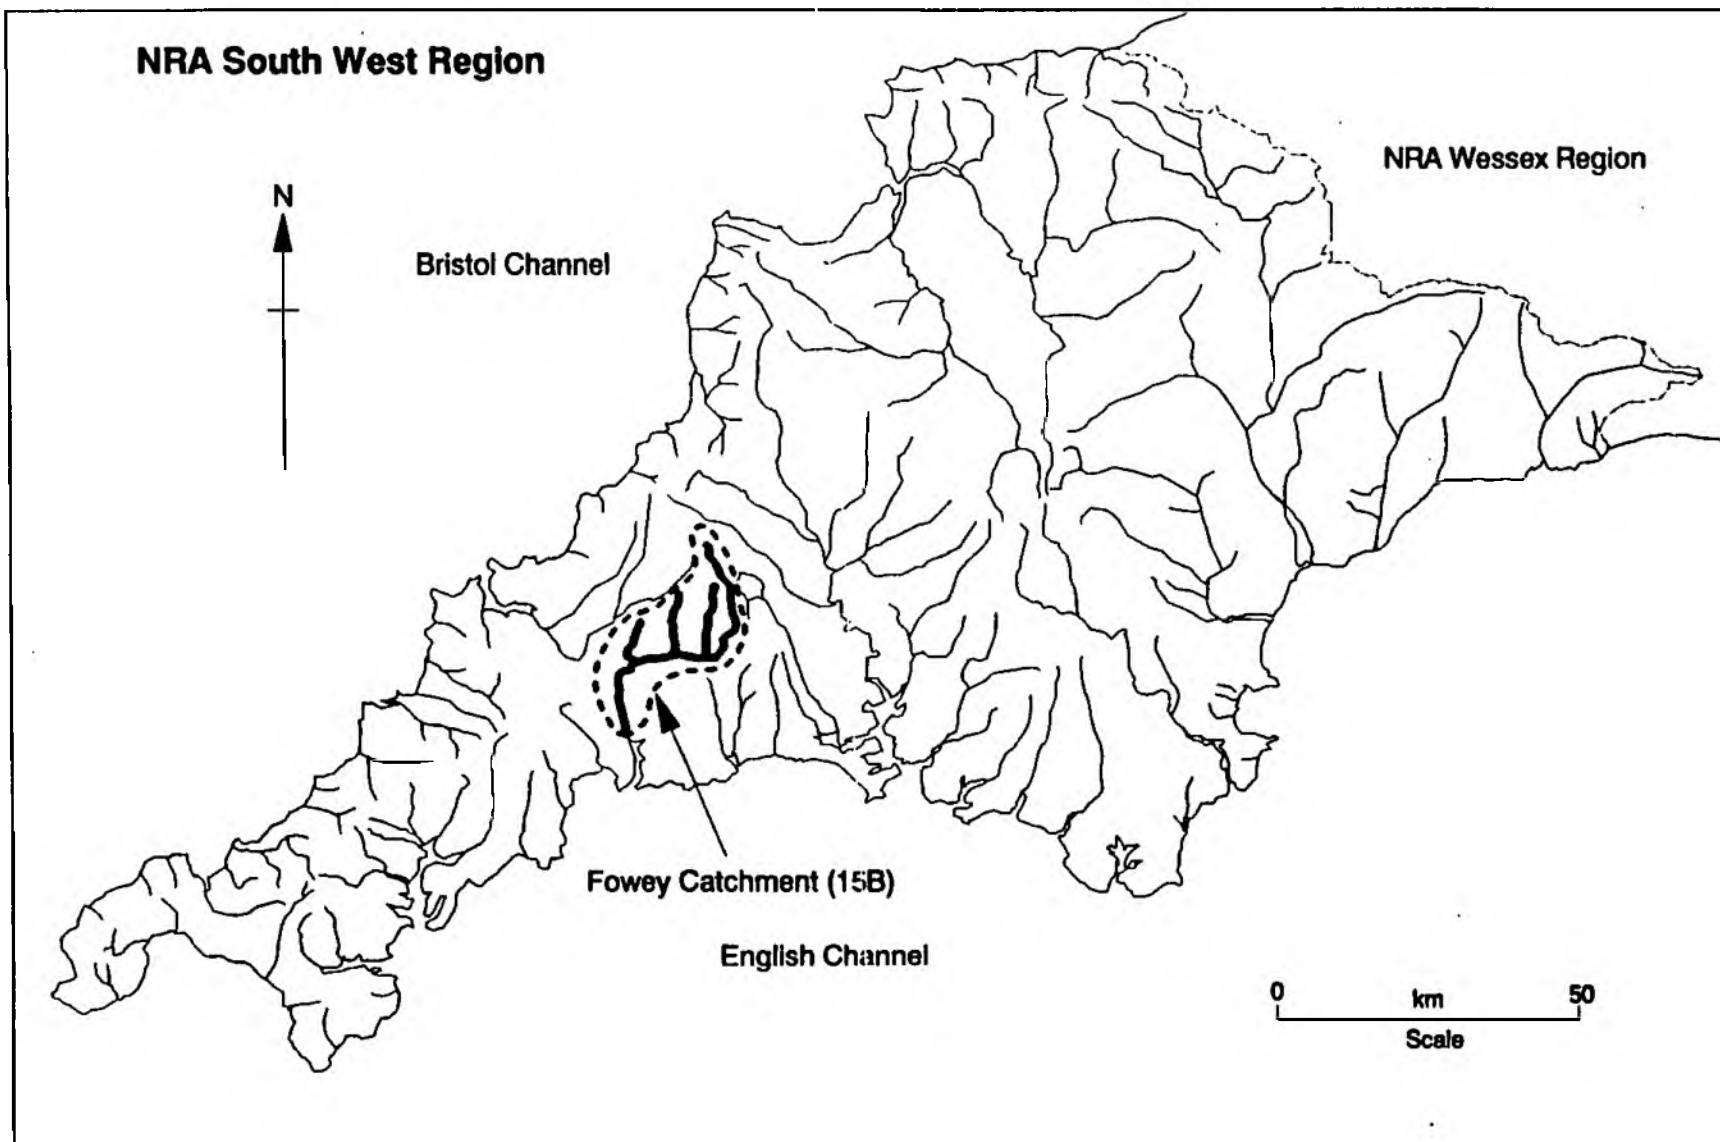 NRA South West Region
NRA Wessex Region
N
Bristol Channel
Fowey Catchment (15B)
English Channel
0 km 50
Scale